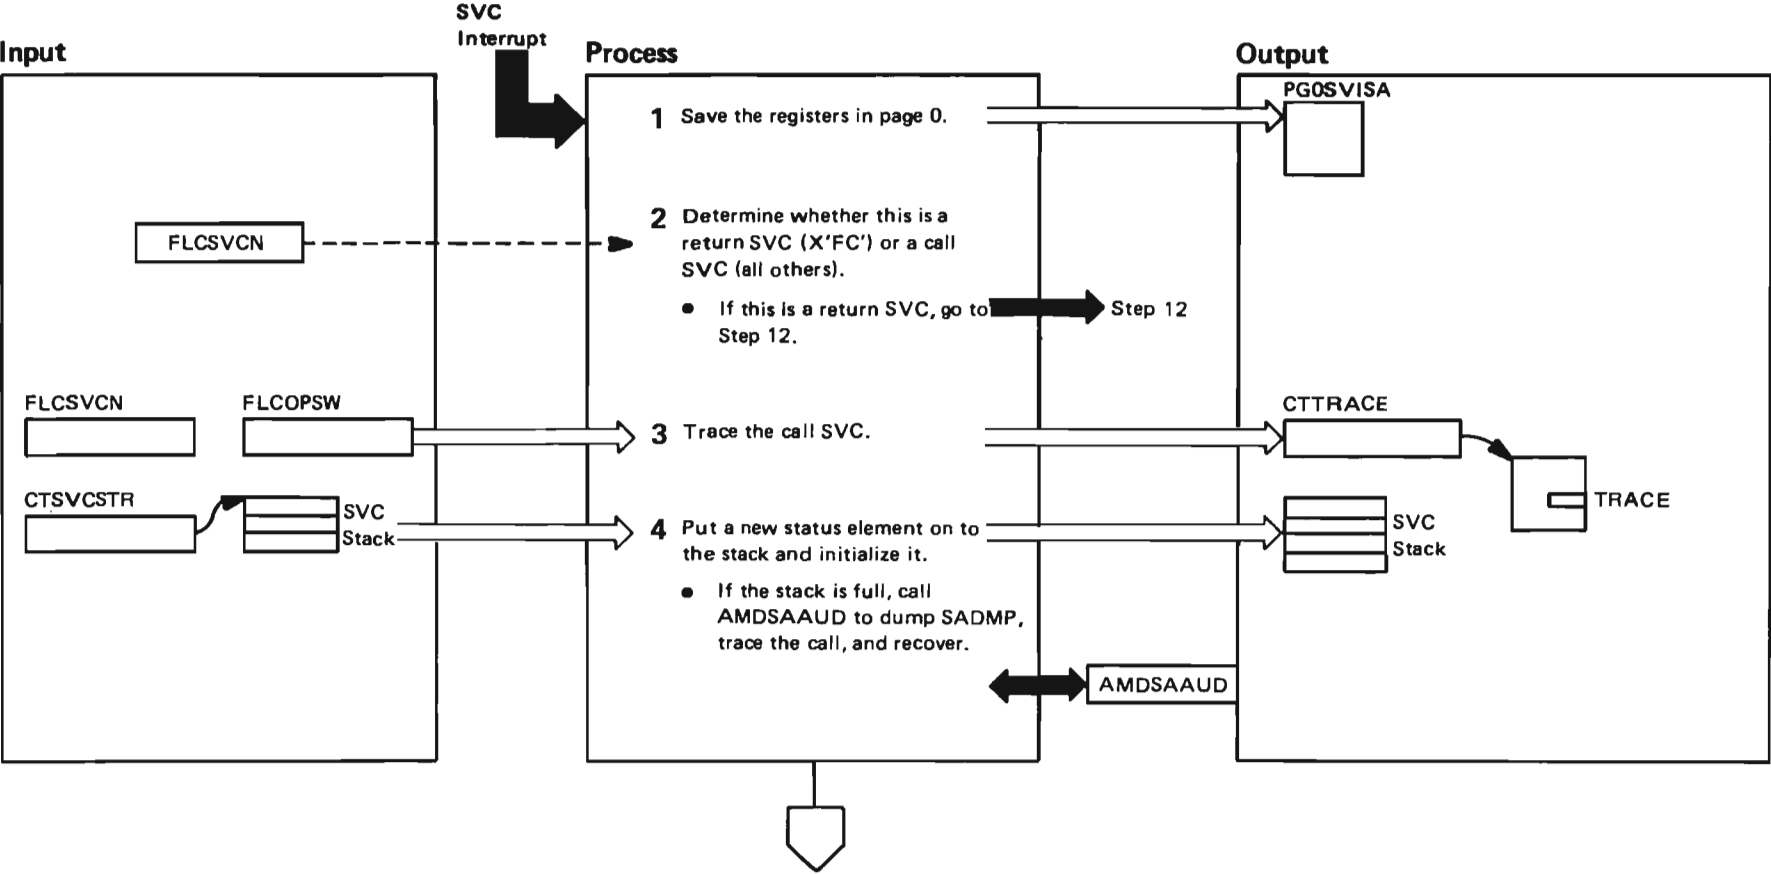 SVC
Interrupt
Input
Process
Output
PG0SVISA
1 Save the registers in page 0.
FLCSVCN
2 Determine whether this is a
return SVC (X'FC') or a call
SVC (all others).
● If this is a return SVC, go to
Step 12.
Step 12
FLCSVCN
FLCOPSW
3 Trace the call SVC.
CTTRACE
TRACE
CTSVCSTR
SVC
Stack
4 Put a new status element on to
the stack and initialize it.
● If the stack is full, call
AMDSAAUD to dump SADMP,
trace the call, and recover.
SVC
Stack
AMDSAAUD